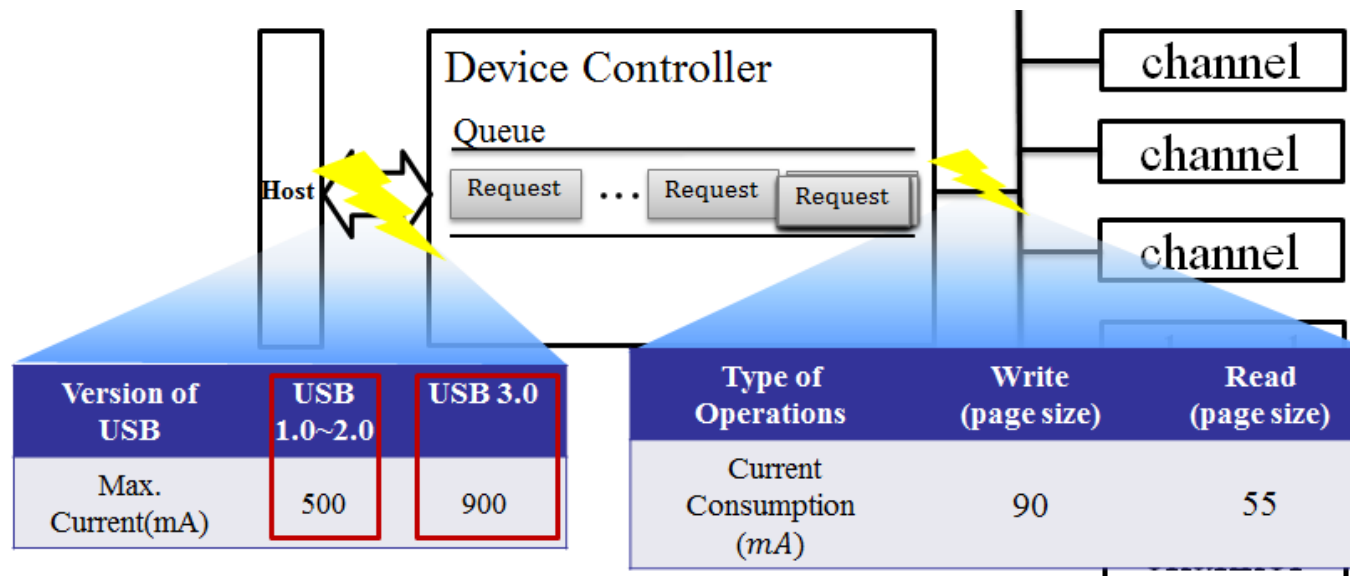 Device Controller
Queue
Host
Request
...
Request
Request
channel
channel
channel
Version of
USB
USB
1.0~2.0
USB 3.0
Max.
Current(mA)
500
900
Type of
Operations
Write
(page size)
Read
(page size)
Current
Consumption
(mA)
90
55